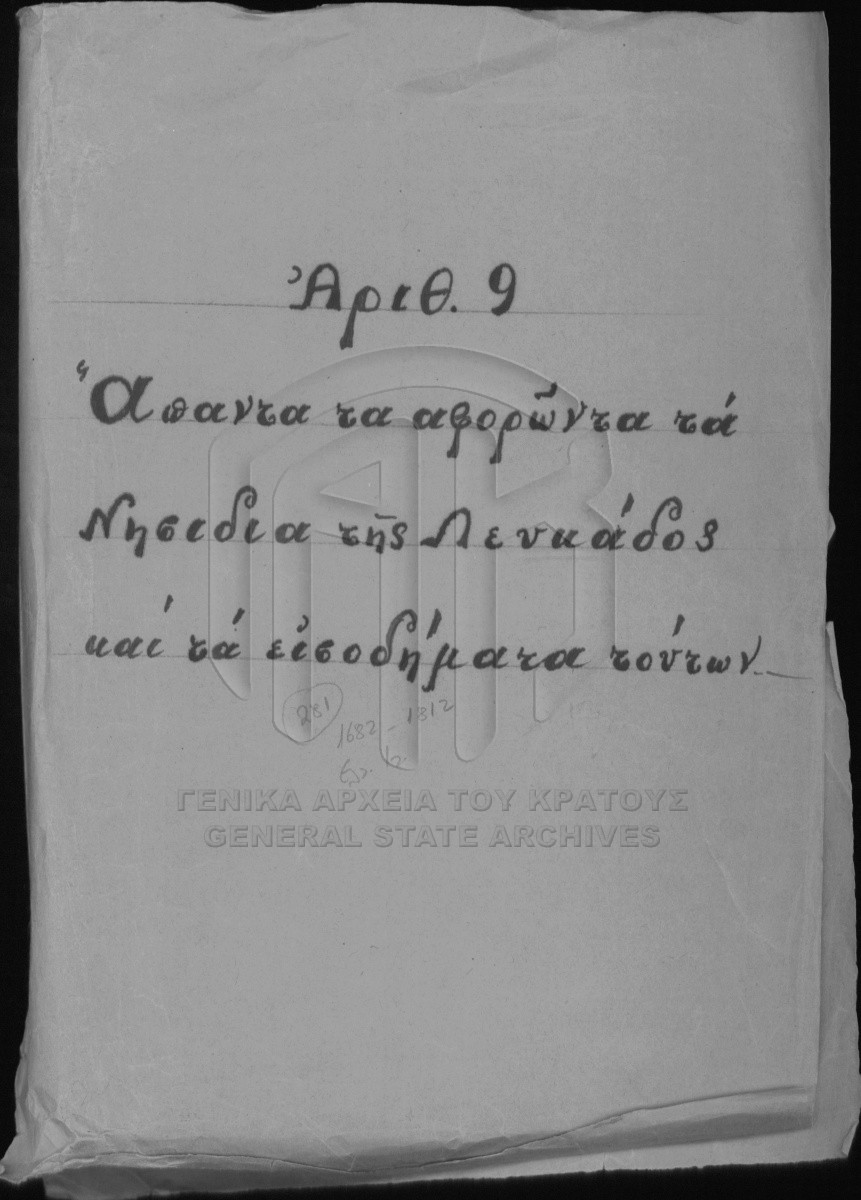 Ἀριθ. 9
Ἅπαντα τα αφορῶντα τά
Νησιδια τῆς Λευκάδος
και τά εἰσοδήματα τούτων
281
1682 - 1812
ΓΕΝΙΚΑ ΑΡΧΕΙΑ ΤΟΥ ΚΡΑΤΟΥΣ
GENERAL STATE ARCHIVES